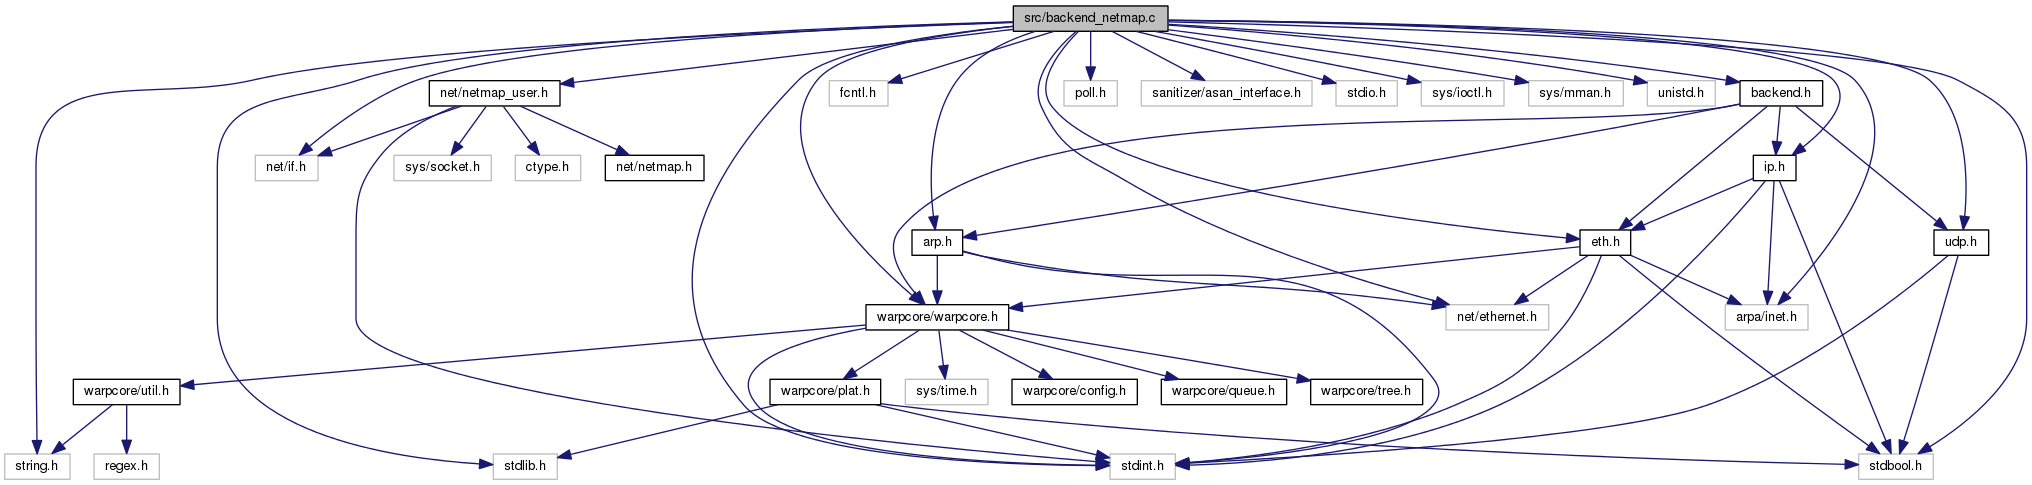 src/backend_netmap.c
net/netmap_user.h
fcntl.h
poll.h
sanitizer/asan_interface.h
stdio.h
sys/ioctl.h
sys/mman.h
unistd.h
backend.h
net/if.h
sys/socket.h
ctype.h
net/netmap.h
ip.h
arp.h
eth.h
udp.h
warpcore/warpcore.h
net/ethernet.h
arpa/inet.h
warpcore/util.h
warpcore/plat.h
sys/time.h
warpcore/config.h
warpcore/queue.h
warpcore/tree.h
string.h
regex.h
stdlib.h
stdint.h
stdbool.h